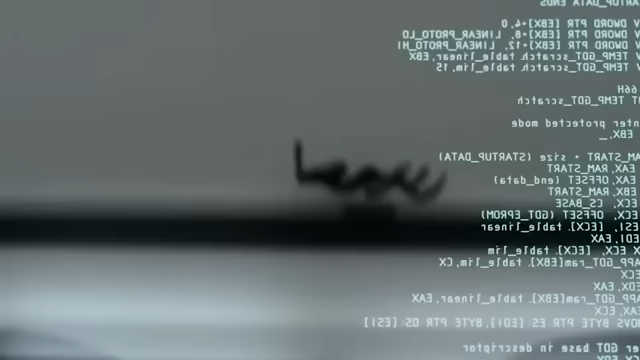 DATA ENDS
DWORD PTR [EBX]+4,0
DWORD PTR [EBX]+8, LINEAR_PROTO_LO
DWORD PTR [EBX]+12, LINEAR_PROTO_HI
TEMP_GDT_scratch.table_linear,EBX
TEMP_GDT_scratch.table_lim,15
66H
TEMP_GDT_scratch
protected mode
EBX,_
AM_START + size (STARTUP_DATA)
EAX, RAM_START
EAX, OFFSET (end_data)
EBX, RAM_START
ECX, CS_BASE
ECX, OFFSET (GDT_EPROM)
ESI, [ECX].table_linear
EDI,EAX
ECX, [ECX].table_lim
APP_GDT_ram[EBX].table_lim,CX
ECX
EDX, EAX
APP_GDT_ram[EBX].table_linear,EAX
EAX,ECX
MOVS BYTE PTR ES:[EDI],BYTE PTR DS:[ESI]
GDT base in descriptor